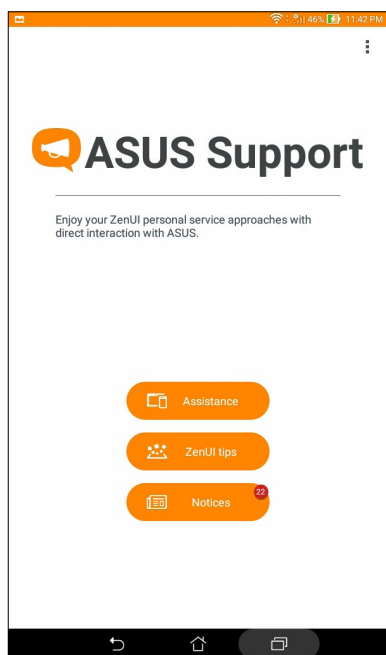 46% 11:42 PM
ASUS Support
Enjoy your ZenUI personal service approaches with
direct interaction with ASUS.
Assistance
ZenUI tips
22
Notices